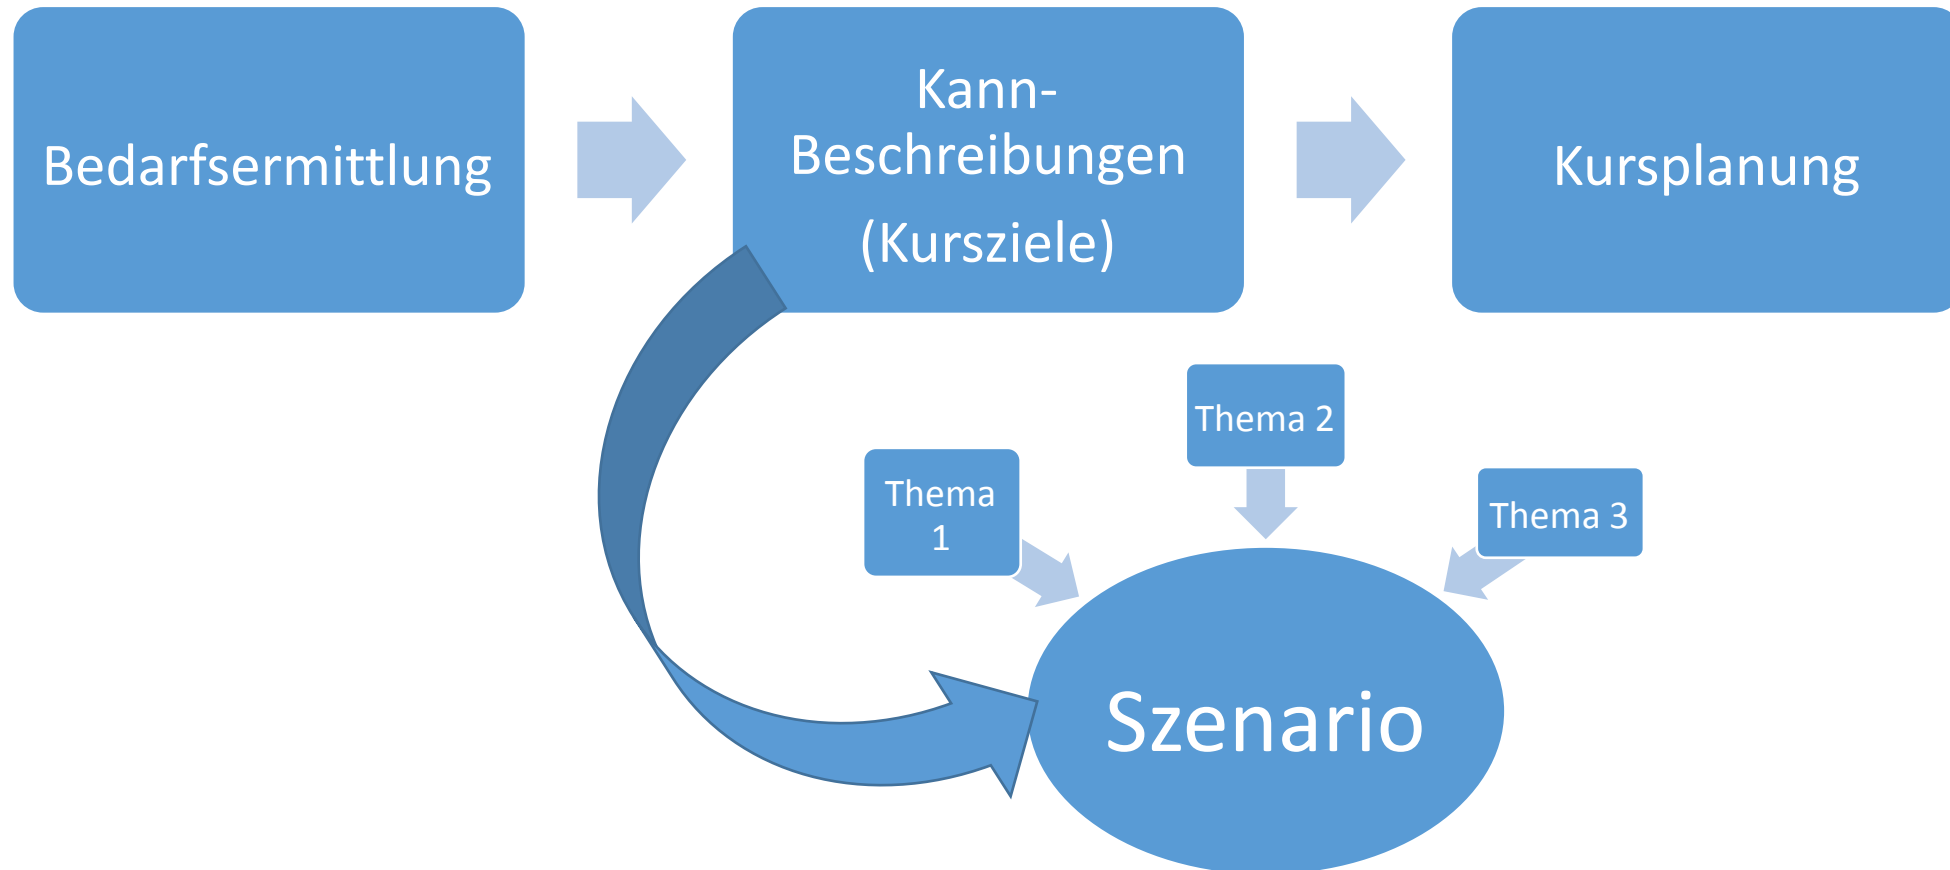 Bedarfsermittlung
Kann-
Beschreibungen
(Kursziele)
Kursplanung
Thema
1
Thema 2
Thema 3
Szenario